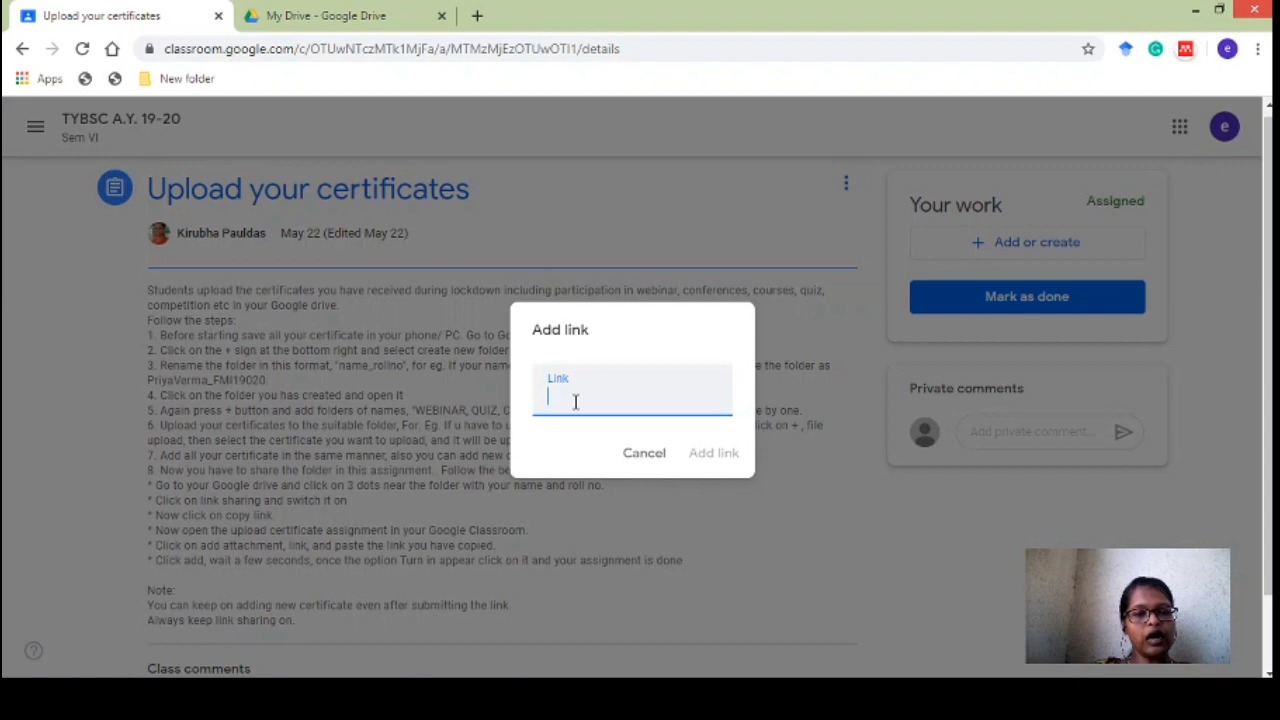 Upload your certificates
My Drive - Google Drive
classroom.google.com/c/OTUwNTczMTk1MjFa/a/MTMzMjEzOTUwOTI1/details
e
Apps
New folder
TYBSC A.Y. 19-20
Sem VI
e
Upload your certificates
Kirubha Pauldas May 22 (Edited May 22)
Students upload the certificates you have received during lockdown including participation in webinar, conferences, courses, quiz,
competition etc in your Google drive.
Follow the steps:
1. Before starting save all your certificate in your phone/ PC. Go to
2. Click on the + sign at the bottom right and select create new folder
3. Rename the folder in this format, "name_rollno", for eg. If your the folder as
PriyaVerma_FMI19020.
4. Click on the folder you has created and open It
5. Again press + button and add folders of names, "WEBINAR, QUIZ, by one.
6. Upload your certificates to the suitable folder, For. Eg. If u have to click on + , file
upload, then select the certificate you want to upload, and it will be
7. Add all your certificate in the same manner, also you can add new
8. Now you have to share the folder in this assignment.. Follow the
* Go to your Google drive and click on 3 dots near the folder with your name and roll no.
* Click on link sharing and switch it on
* Now click on copy link.
* Now open the upload certificate assignment in your Google Classroom.
* Click on add attachment, link, and paste the link you have copied.
* Click add, wait a few seconds, once the option Turn in appear click on it and your assignment is done
Note:
You can keep on adding new certificate even after submitting the link.
Always keep link sharing on.
Class comments
Add link
Link
Cancel Add link
Your work Assigned
+ Add or create
Mark as done
Private comments
Add private comment...